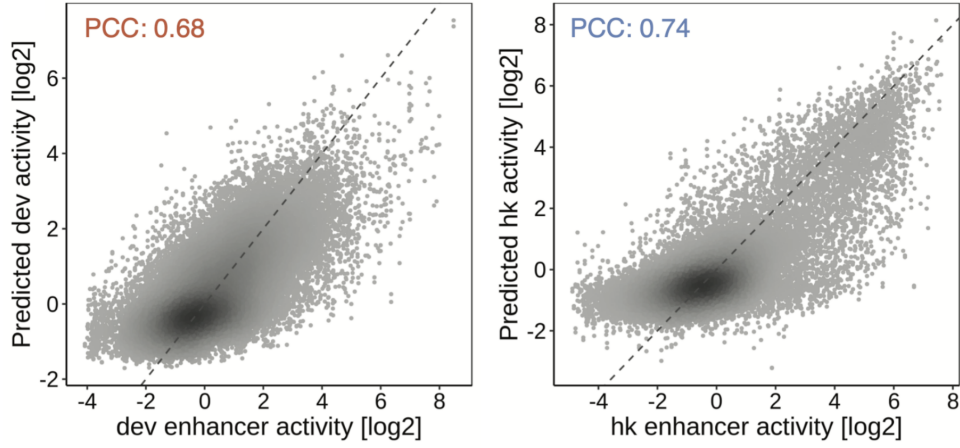 PCC: 0.68
Predicted dev activity [log2]
6
4
2
0
-2
-4 -2 0 2 4 6 8
dev enhancer activity [log2]
PCC: 0.74
Predicted hk activity [log2]
8
6
4
2
0
-2
-4 -2 0 2 4 6 8
hk enhancer activity [log2]